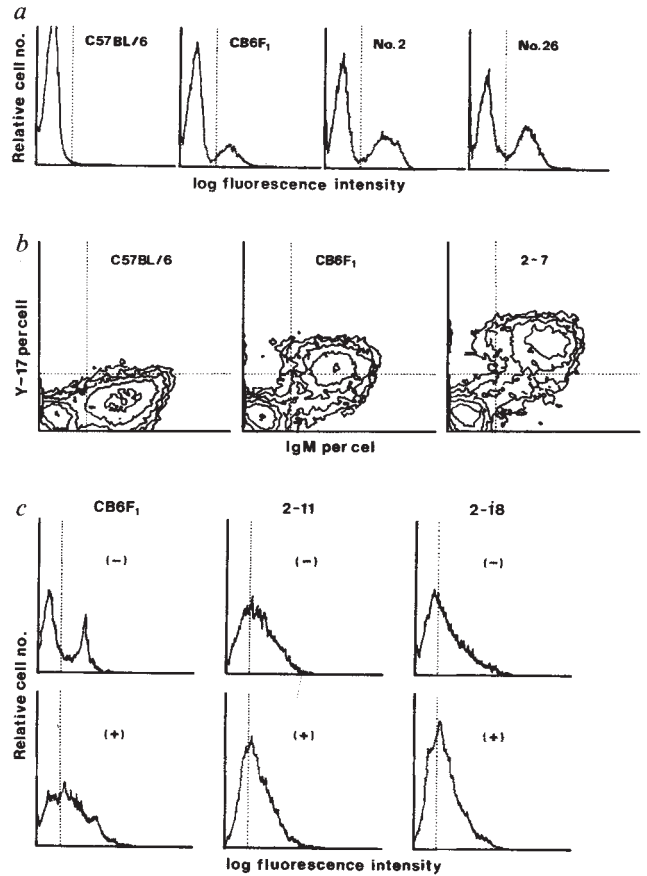 a
Relative cell no.
C57BL/6
CB6F₁
No.2
No.26
log fluorescence intensity
b
Y-17 per cell
C57BL/6
CB6F₁
2-7
IgM per cel
c
CB6F₁
2-11
2-i8
Relative cell no.
(-)
(-)
(-)
(+)
(+)
(+)
log fluorescence intensity